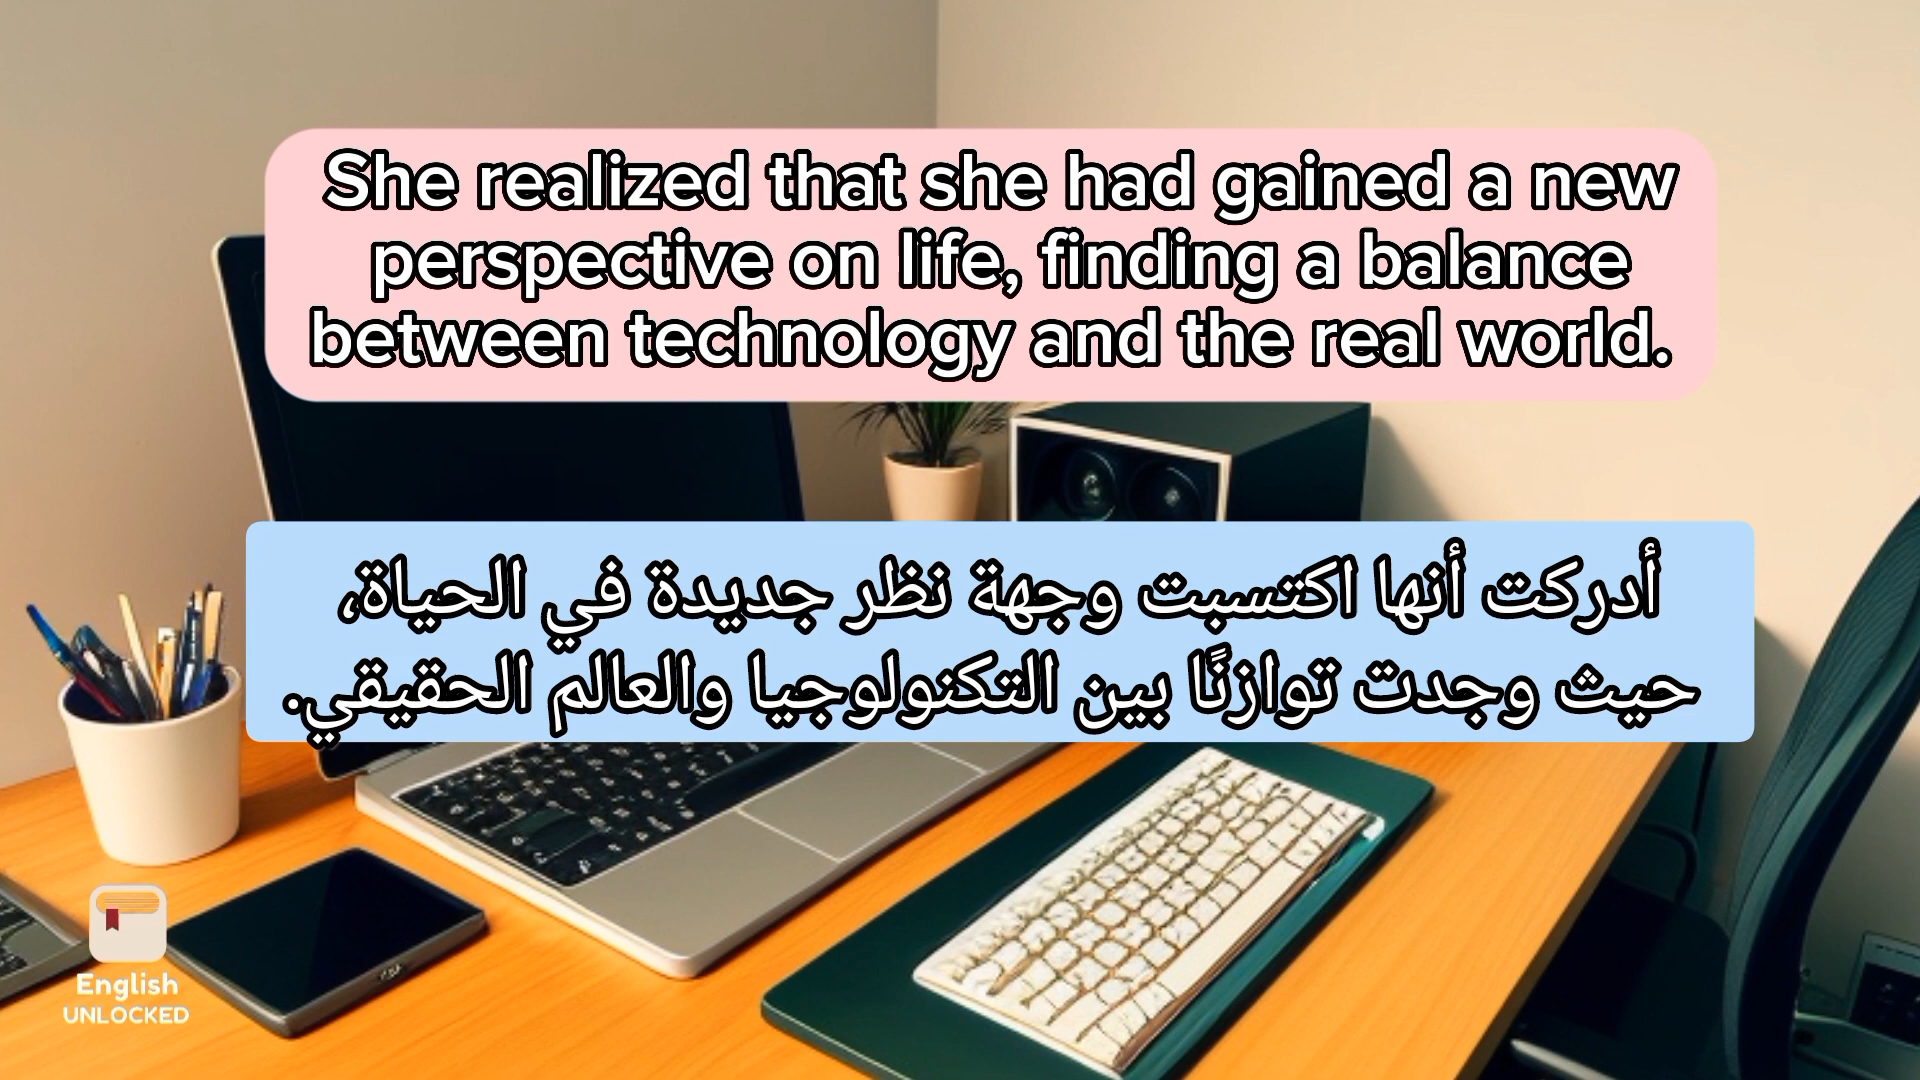 She realized that she had gained a new
perspective on life, finding a balance
between technology and the real world.
أدركت أنها اكتسبت وجهة نظر جديدة في الحياة،
حيث وجدت توازنًا بين التكنولوجيا والعالم الحقيقي.
English
UNLOCKED